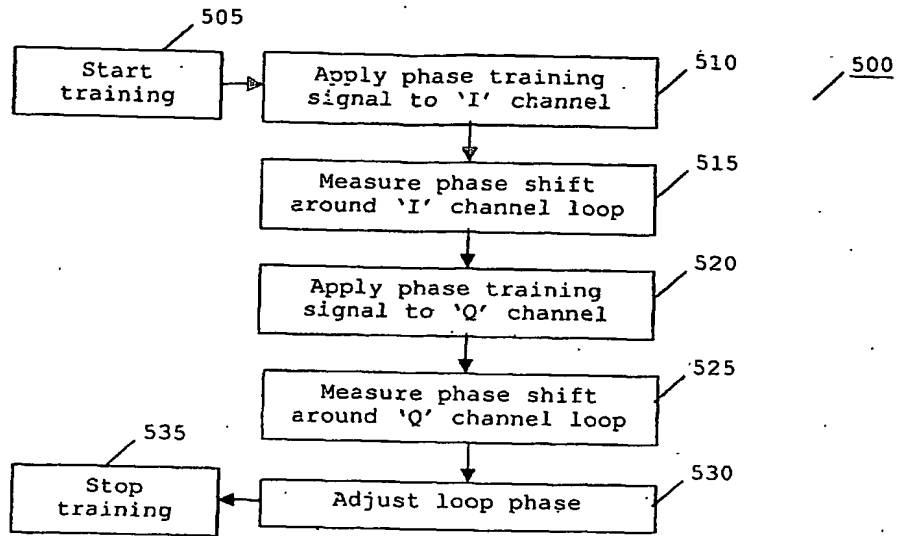 505
Start
training
510
Apply phase training
signal to 'I' channel
500
515
Measure phase shift
around 'I' channel loop
520
Apply phase training
signal to 'Q' channel
525
Measure phase shift
around 'Q' channel loop
535
Stop
training
530
Adjust loop phase